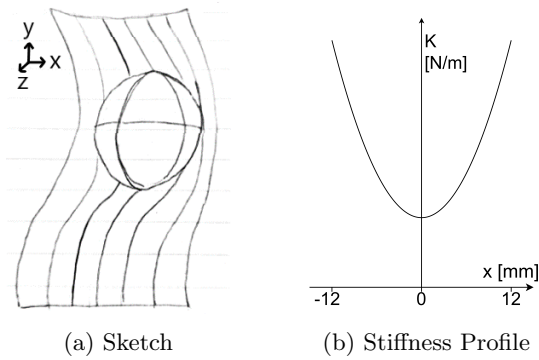 y
x
z
K
[N/m]
x [mm]
-12
0
12
(a) Sketch
(b) Stiffness Profile